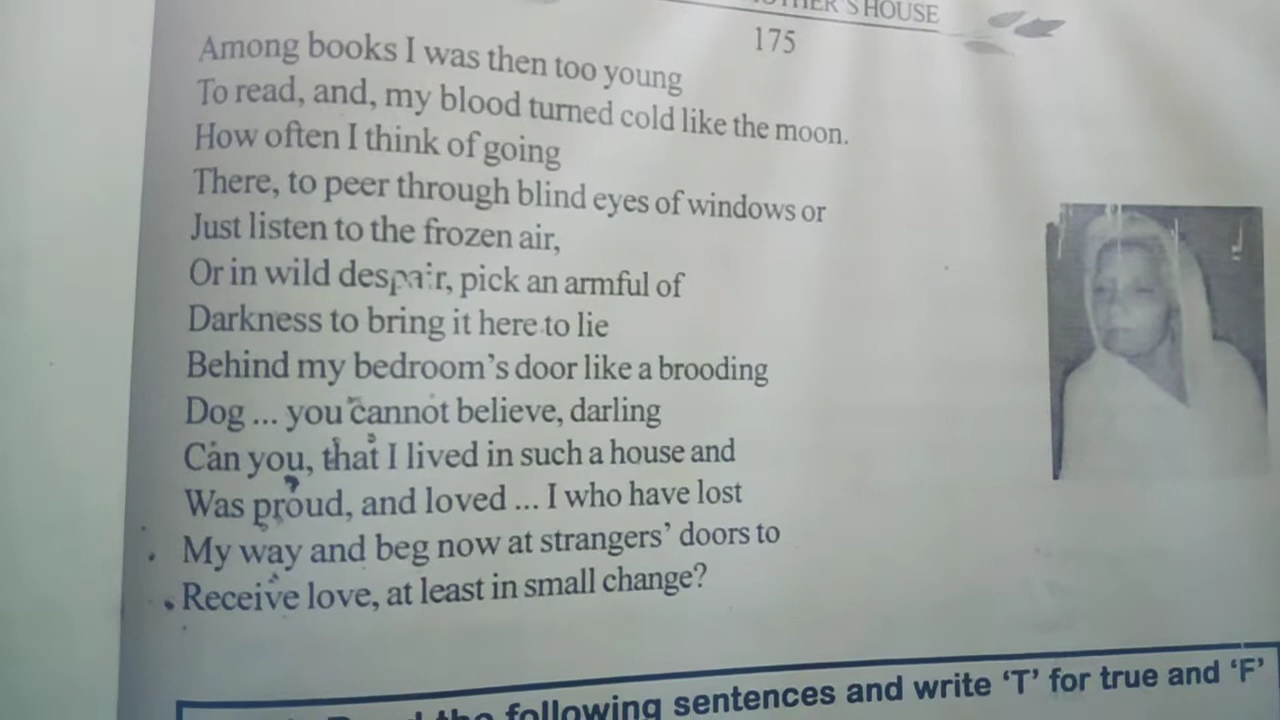 'S HOUSE
175
Among books I was then too young
To read, and, my blood turned cold like the moon.
How often I think of going
There, to peer through blind eyes of windows or
Just listen to the frozen air,
Or in wild despair, pick an armful of
Darkness to bring it here to lie
Behind my bedroom's door like a brooding
Dog ... you cannot believe, darling
Can you, that I lived in such a house and
Was proud, and loved ... I who have lost
My way and beg now at strangers' doors to
Receive love, at least in small change?
the following sentences and write 'T' for true and 'F'